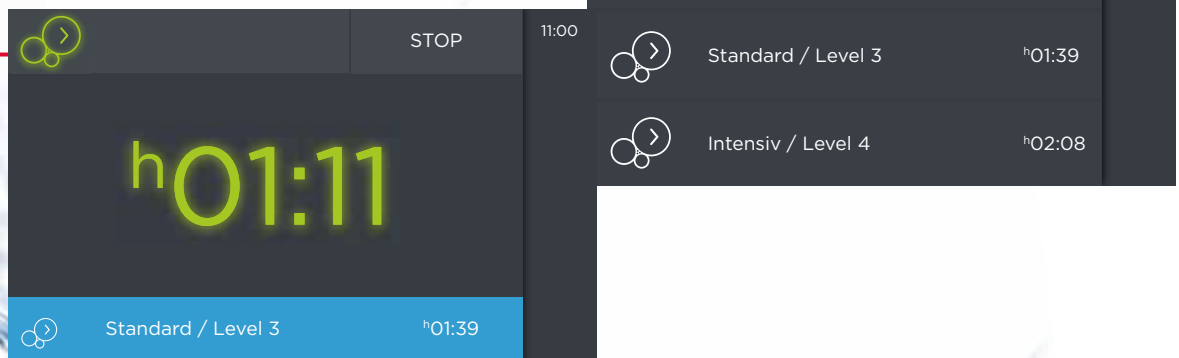 STOP
11:00
h01:11
Standard / Level 3 h01:39
Standard / Level 3 h01:39
Intensiv / Level 4 h02:08